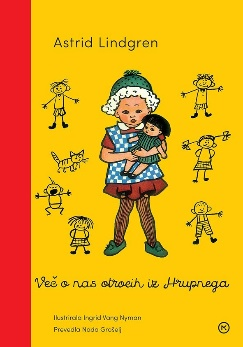 Astrid Lindgren
Več o nas otrocih iz Hrupnega
Ilustrirala Ingrid Vang Nyman
Prevedla Nada Grošelj